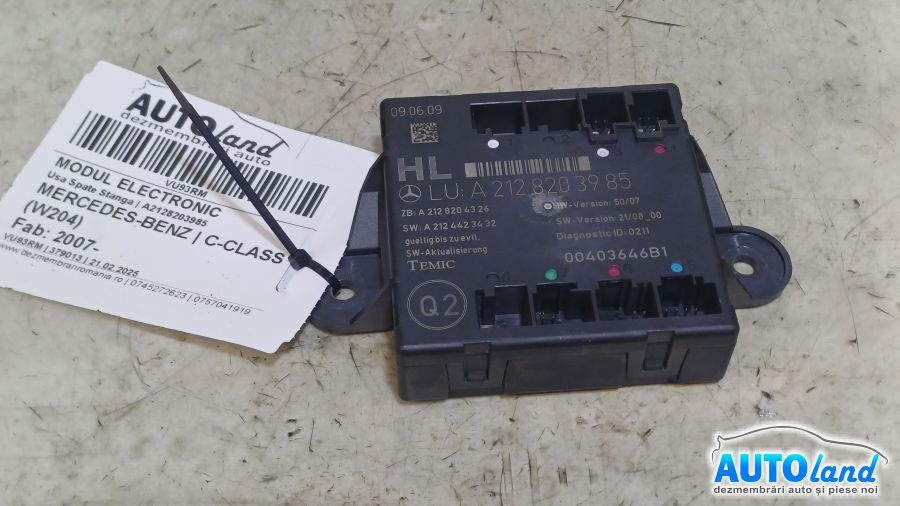 AUTOland
dezmembrări auto
VU93RM
MODUL ELECTRONIC
Usa Spate Stanga | A2128203985
MERCEDES-BENZ | C-CLASS
(W204)
Fab: 2007-
VU93RM | 379013 | 21.02.2025
www.bezmembrariromania.ro | 0745272623 | 0757041919
09.06.09
HL
LU: A 212 820 39 85
ZB: A 212 820 43 26
HW-Version: 50/07
SW: A 212 442 34 32
SW-Version: 21/08_00
gueltig bis zu evtl.
Diagnostic ID: 0211
SW-Aktualisierung
TEMIC
00403646B1
Q2
AUTOland
dezmembrări auto și piese noi